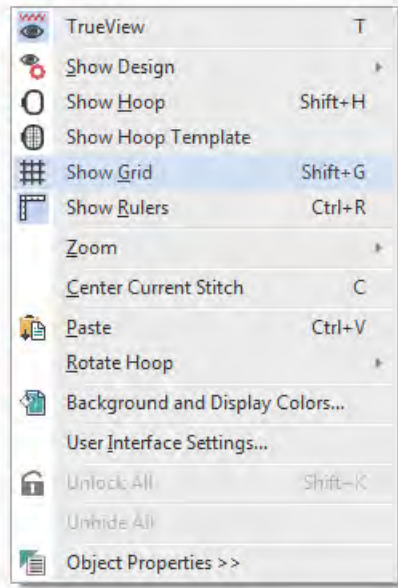 TrueView T
Show Design
Show Hoop Shift+H
Show Hoop Template
Show Grid Shift+G
Show Rulers Ctrl+R
Zoom
Center Current Stitch C
Paste Ctrl+V
Rotate Hoop
Background and Display Colors...
User Interface Settings...
Unlock All Shift+K
Unhide All
Object Properties >>